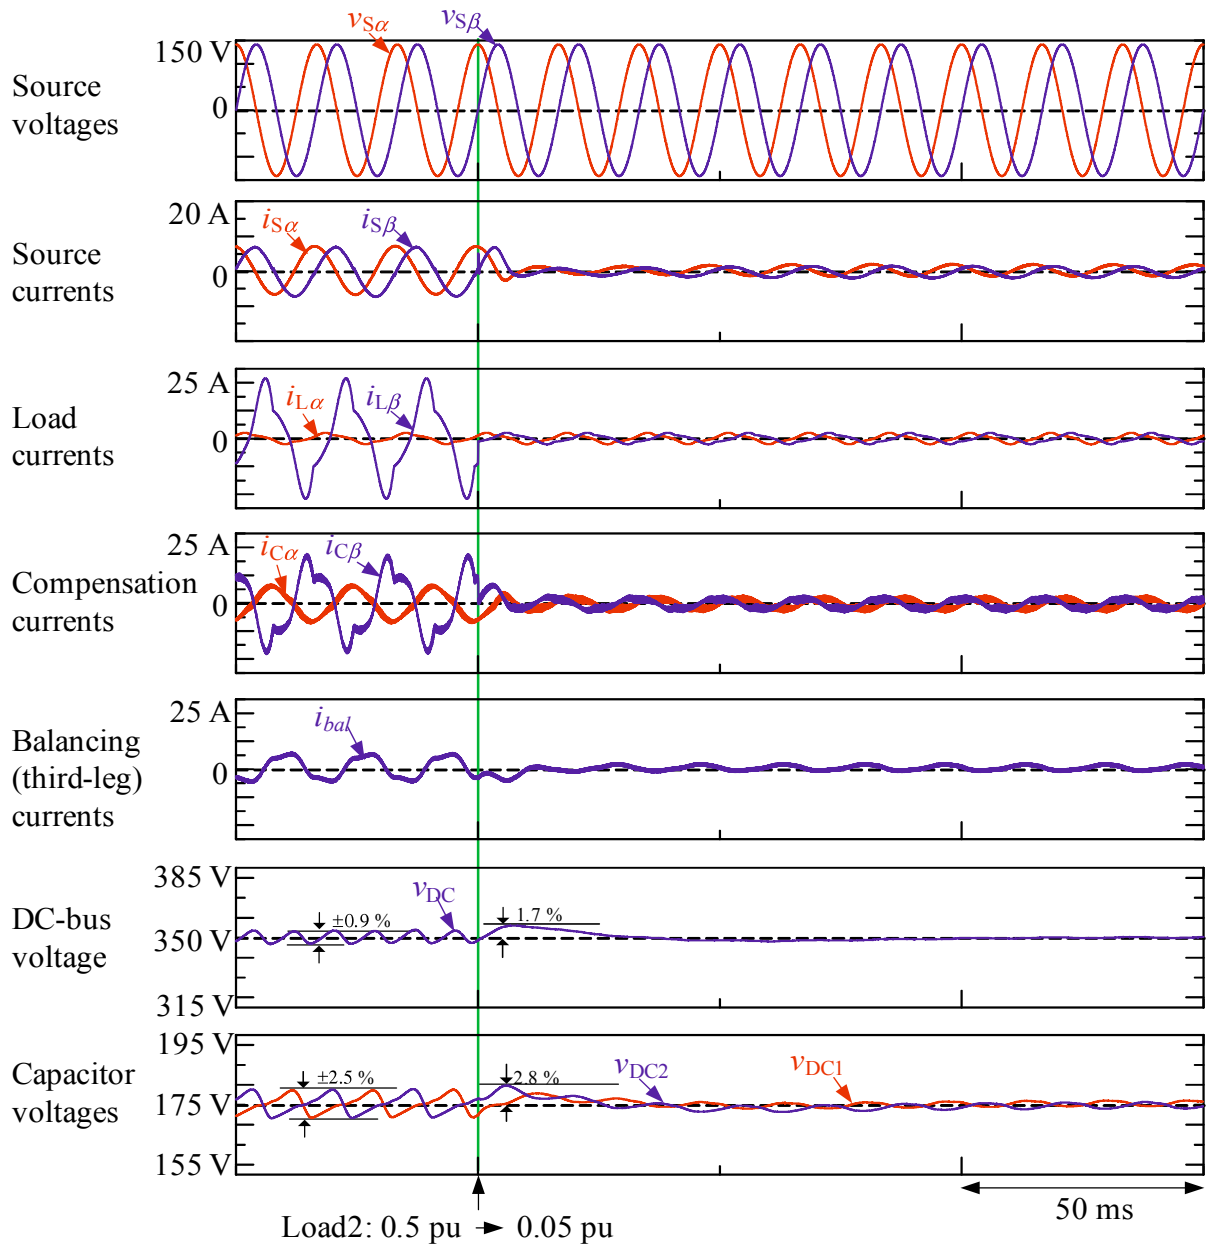 vSα
vSβ
150 V
0
Source
voltages
20 A
0
iSα
iSβ
Source
currents
25 A
0
iLα
iLβ
Load
currents
25 A
0
iCα
iCβ
Compensation
currents
25 A
0
ibal
Balancing
(third-leg)
currents
385 V
350 V
315 V
vDC
±0.9 %
1.7 %
DC-bus
voltage
195 V
175 V
155 V
±2.5 %
2.8 %
vDC2
vDC1
Capacitor
voltages
50 ms
Load2: 0.5 pu → 0.05 pu